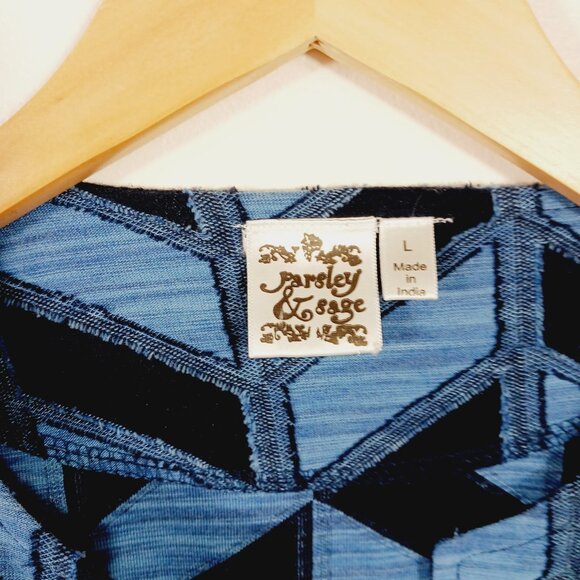 Parsley
& Sage
L
Made
in
India